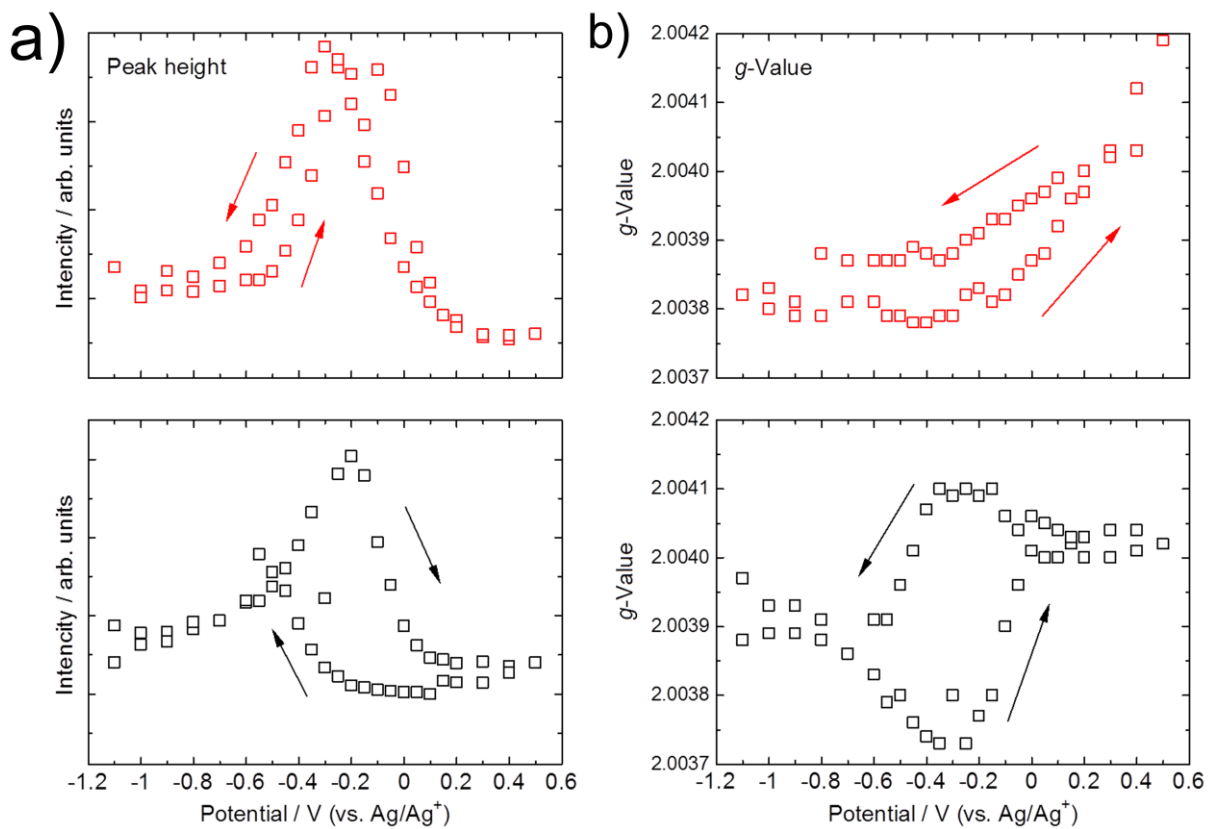 a)
Peak height
Intencity / arb. units
Intencity / arb. units
-1.2 -1 -0.8 -0.6 -0.4 -0.2 0 0.2 0.4 0.6
Potential / V (vs. Ag/Ag⁺)
b)
g-Value
g-Value
2.0042
2.0041
2.0040
2.0039
2.0038
2.0037
g-Value
2.0042
2.0041
2.0040
2.0039
2.0038
2.0037
-1.2 -1 -0.8 -0.6 -0.4 -0.2 0 0.2 0.4 0.6
Potential / V (vs. Ag/Ag⁺)